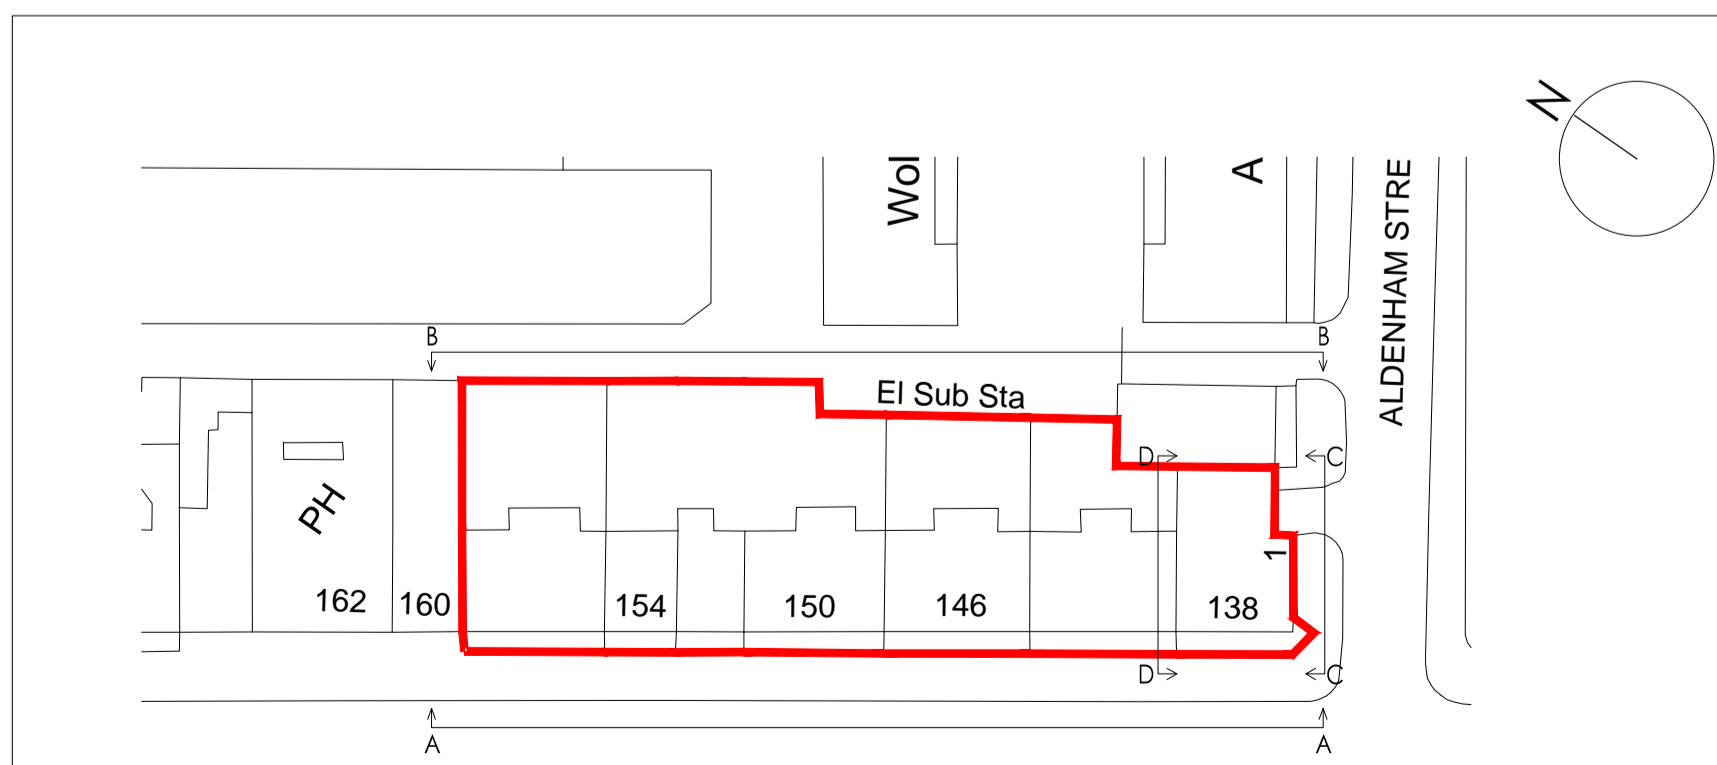 N
Wol
A
ALDENHAM STRE
B
B
El Sub Sta
D
C
PH
1
162
160
154
150
146
138
D
C
A
A